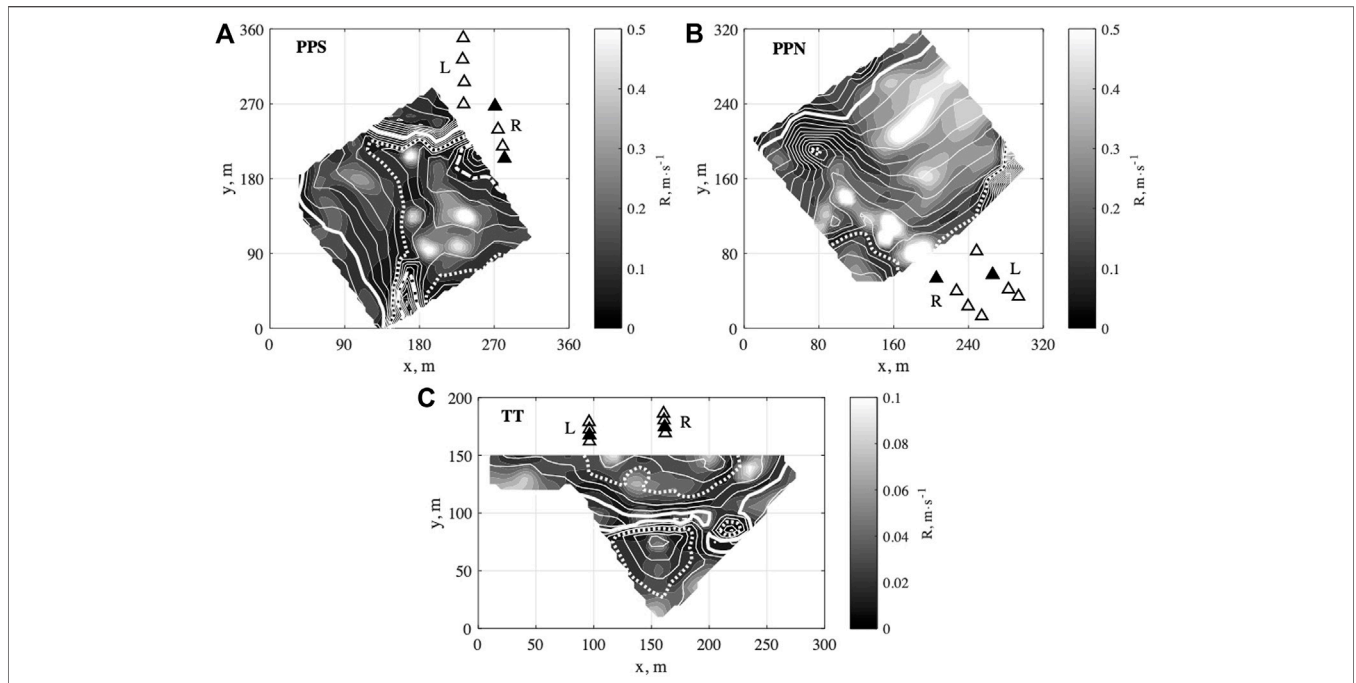 A
PPS
360
270
180
90
0
y, m
0
90
180
270
360
x, m
L
R
0.5
0.4
0.3
0.2
0.1
0
R, m·s⁻¹
B
PPN
320
240
160
80
0
y, m
0
80
160
240
320
x, m
L
R
0.5
0.4
0.3
0.2
0.1
0
R, m·s⁻¹
C
TT
200
150
100
50
0
y, m
0
50
100
150
200
250
300
x, m
L
R
0.1
0.08
0.06
0.04
0.02
0
R, m·s⁻¹